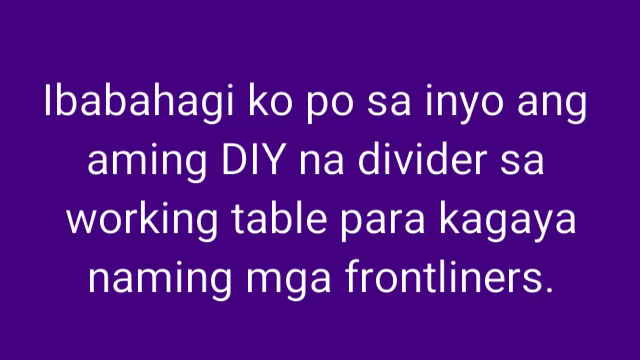 Ibabahagi ko po sa inyo ang
aming DIY na divider sa
working table para kagaya
naming mga frontliners.